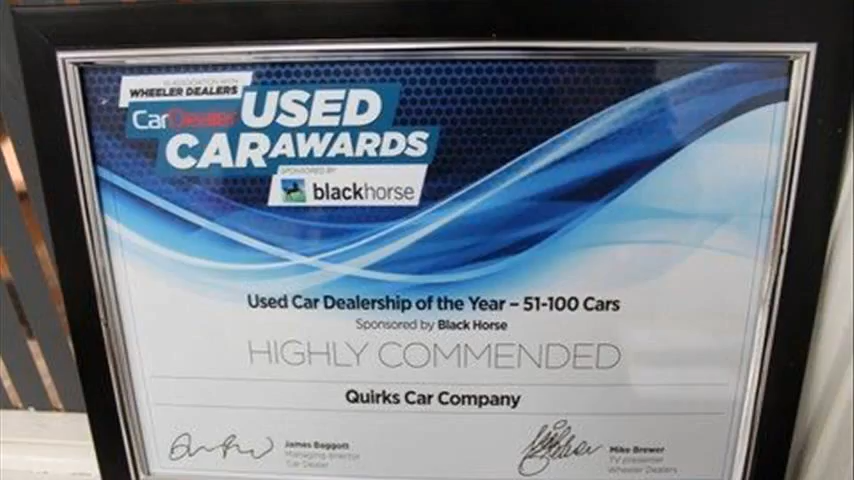 IN ASSOCIATION WITH
WHEELER DEALERS
CarDealer USED
CAR AWARDS
SPONSORED BY
blackhorse
Used Car Dealership of the Year – 51-100 Cars
Sponsored by Black Horse
HIGHLY COMMENDED
Quirks Car Company
James Baggott
Managing director
Car Dealer
Mike Brewer
TV presenter
Wheeler Dealers